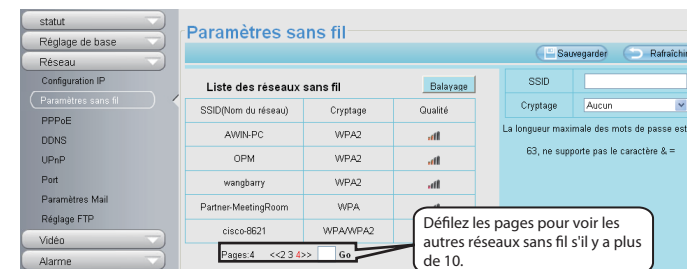 statut
Réglage de base
Réseau
Configuration IP
Paramètres sans fil
PPPoE
DDNS
UPnP
Port
Paramètres Mail
Réglage FTP
Vidéo
Alarme
Paramètres sans fil
Sauvegarder Rafraîchir
Liste des réseaux sans fil Balayage
SSID(Nom du réseau) Cryptage Qualité
AWIN-PC WPA2
OPM WPA2
wangbarry WPA2
Partner-MeetingRoom WPA
cisco-8621 WPA/WPA2
Pages:4 <<2 3 4>> Go
SSID
Cryptage Aucun
La longueur maximale des mots de passe est
63, ne supporte pas le caractère & =
Défilez les pages pour voir les
autres réseaux sans fil s'il y a plus
de 10.